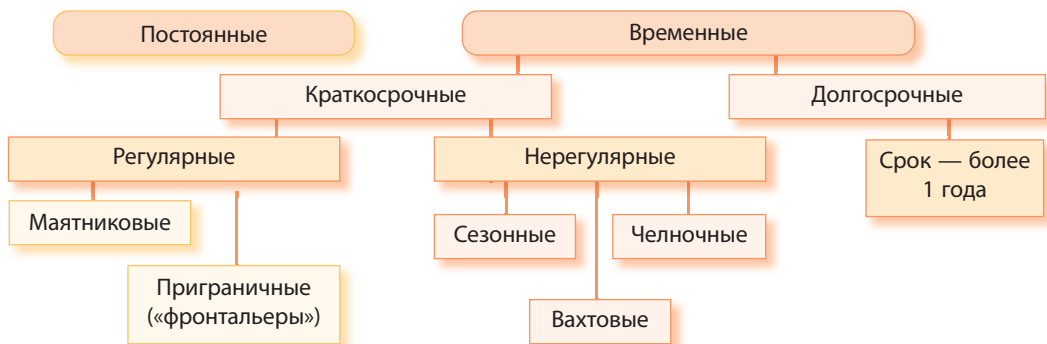 Постоянные
Временные
Краткосрочные
Долгосрочные
Регулярные
Нерегулярные
Срок — более
1 года
Маятниковые
Сезонные
Челночные
Приграничные
(«фронтальеры»)
Вахтовые